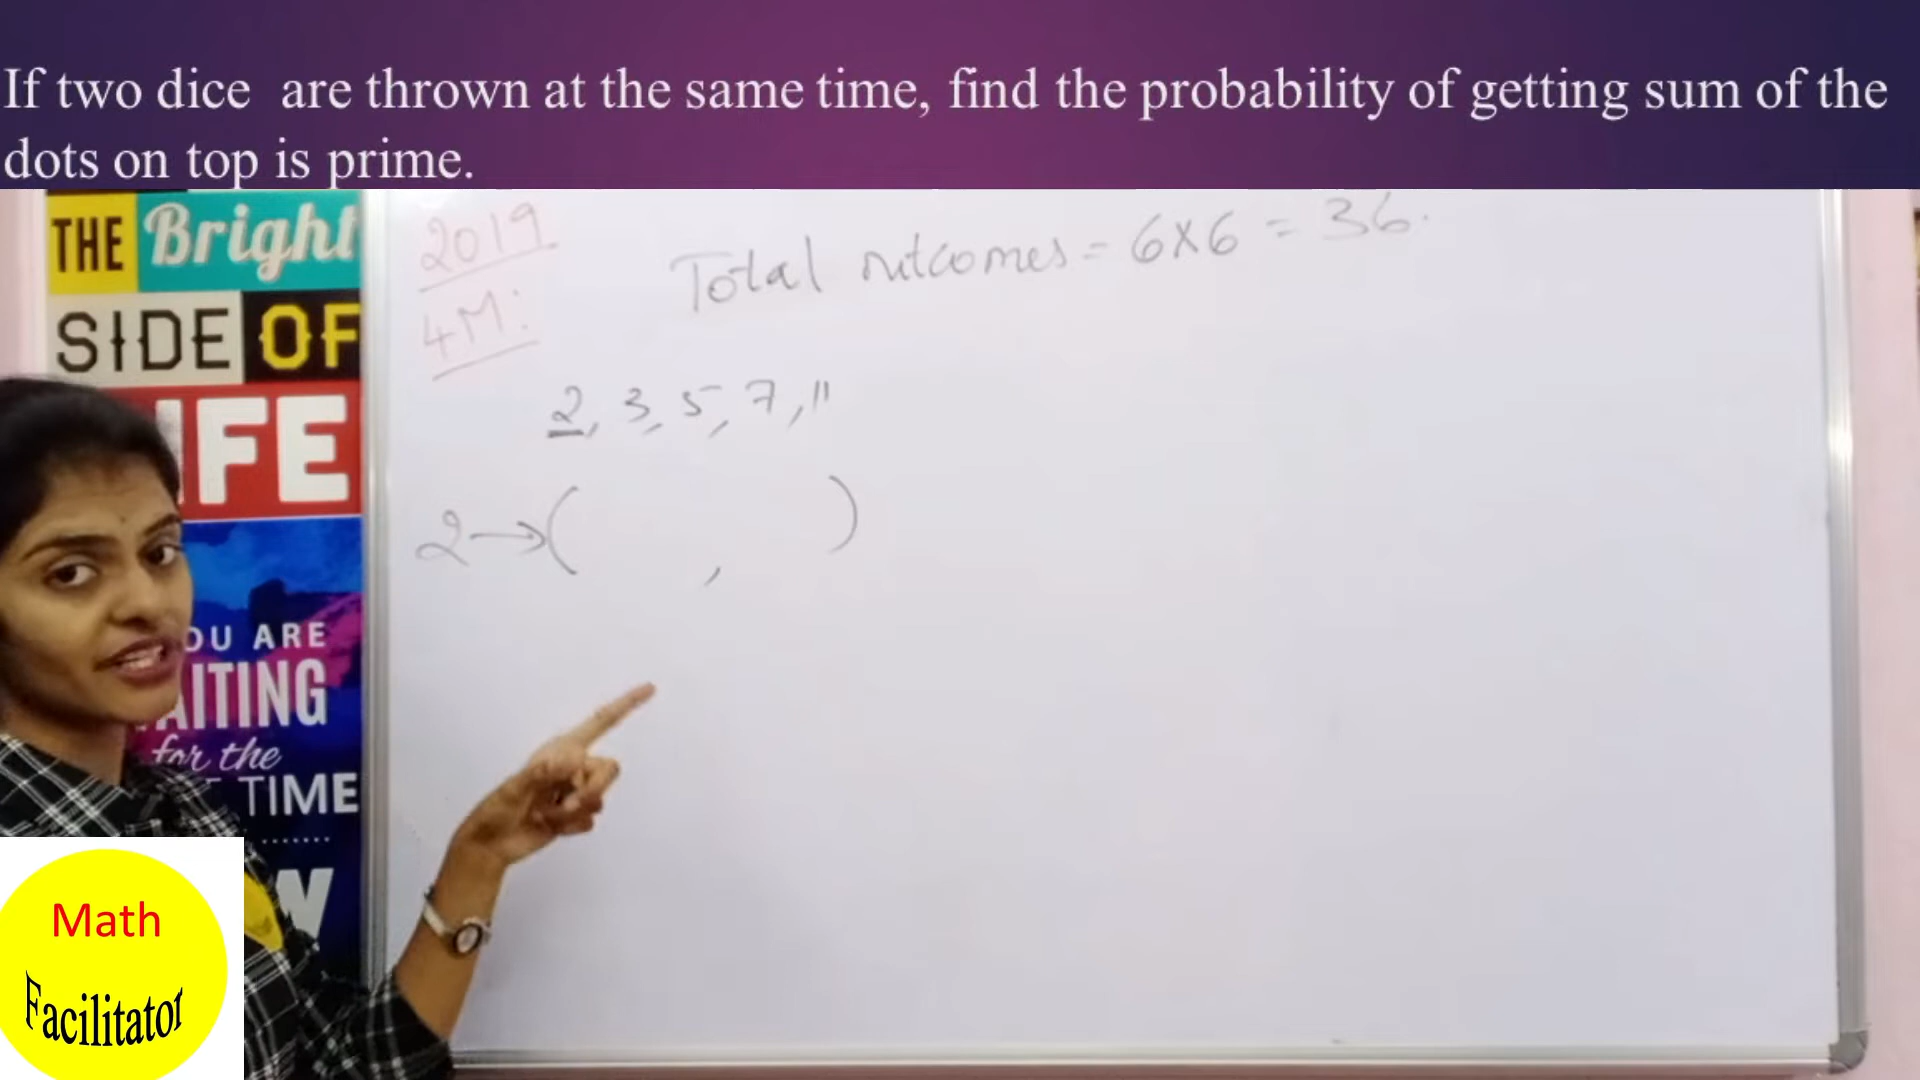 If two dice are thrown at the same time, find the probability of getting sum of the
dots on top is prime.
THE Bright
SIDE OF
IFE
2019
4M:
Total outcomes = 6×6 = 36.
2, 3, 5, 7, 11
2→( , )
OU ARE
AITING
for the
TIME
W
Math
Facilitator